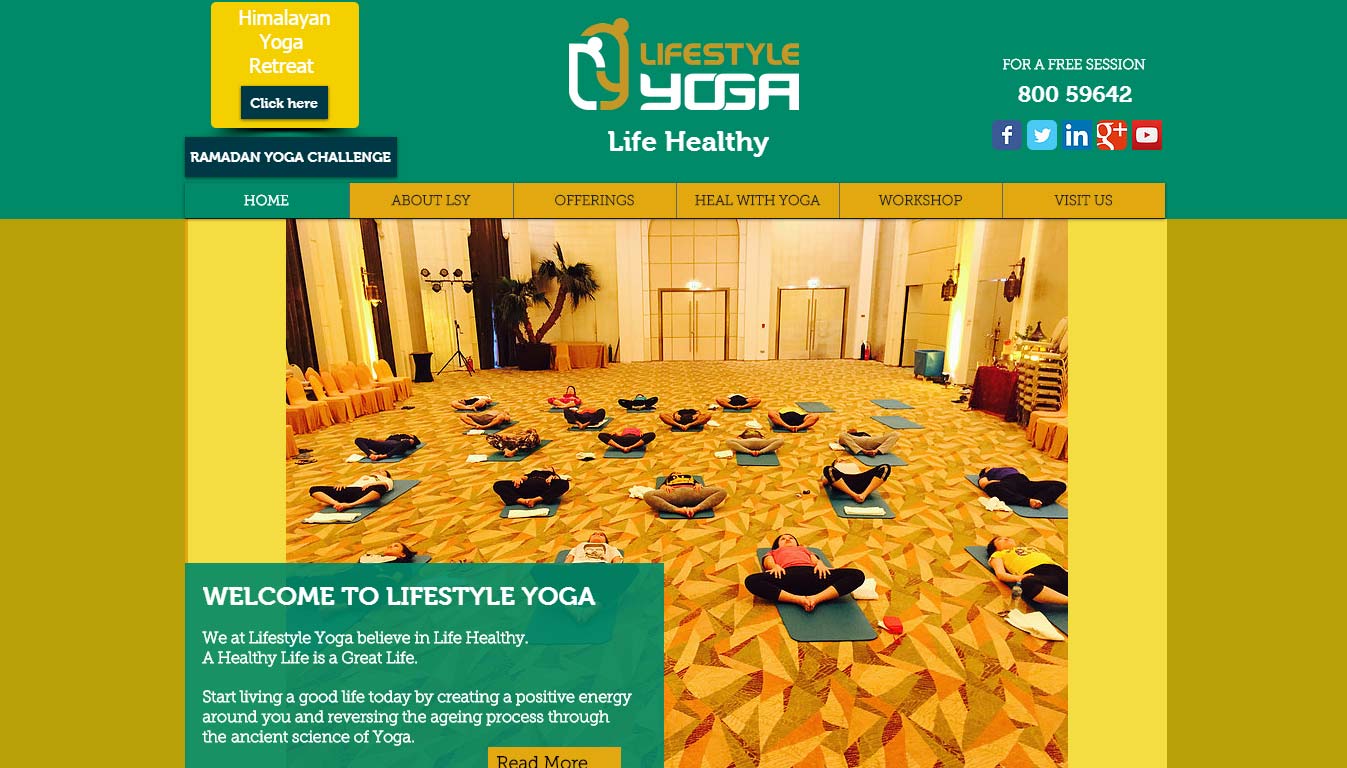 Himalayan
Yoga
Retreat
Click here
RAMADAN YOGA CHALLENGE
LIFESTYLE
YOGA
Life Healthy
FOR A FREE SESSION
800 59642
f
in
g+
HOME
ABOUT LSY
OFFERINGS
HEAL WITH YOGA
WORKSHOP
VISIT US
WELCOME TO LIFESTYLE YOGA
We at Lifestyle Yoga believe in Life Healthy.
A Healthy Life is a Great Life.
Start living a good life today by creating a positive energy
around you and reversing the ageing process through
the ancient science of Yoga.
Read More